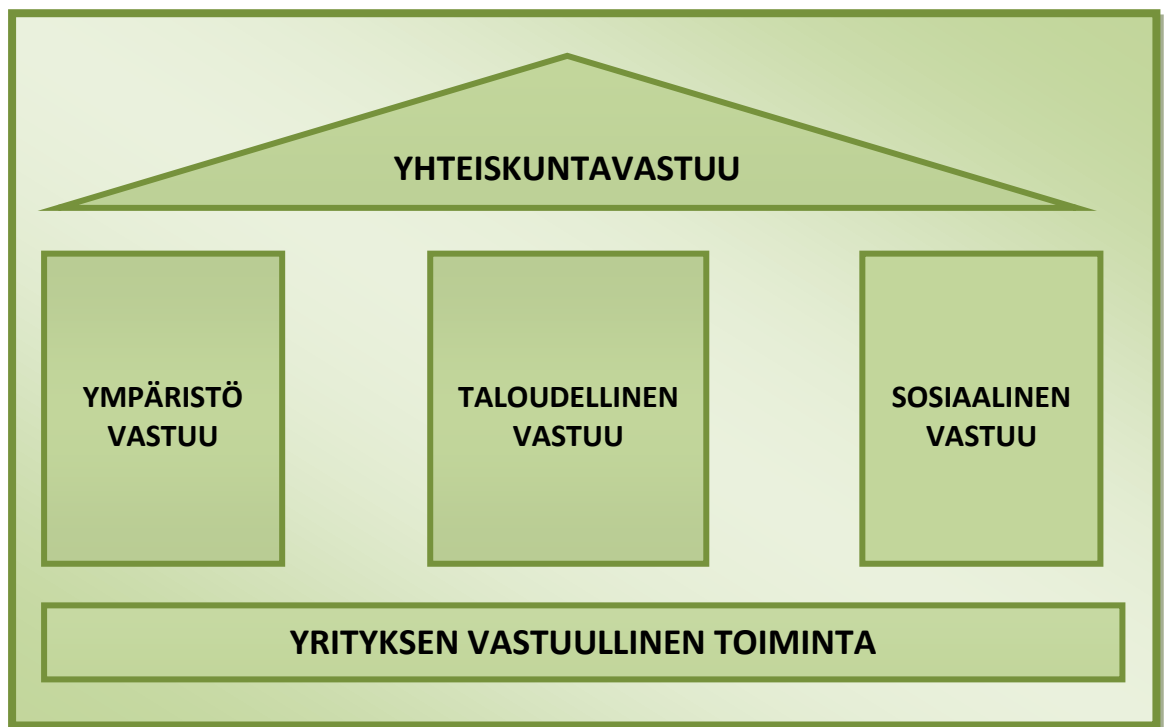 YHTEISKUNTAVASTUU
YMPÄRISTÖ
VASTUU
TALOUDELLINEN
VASTUU
SOSIAALINEN
VASTUU
YRITYKSEN VASTUULLINEN TOIMINTA